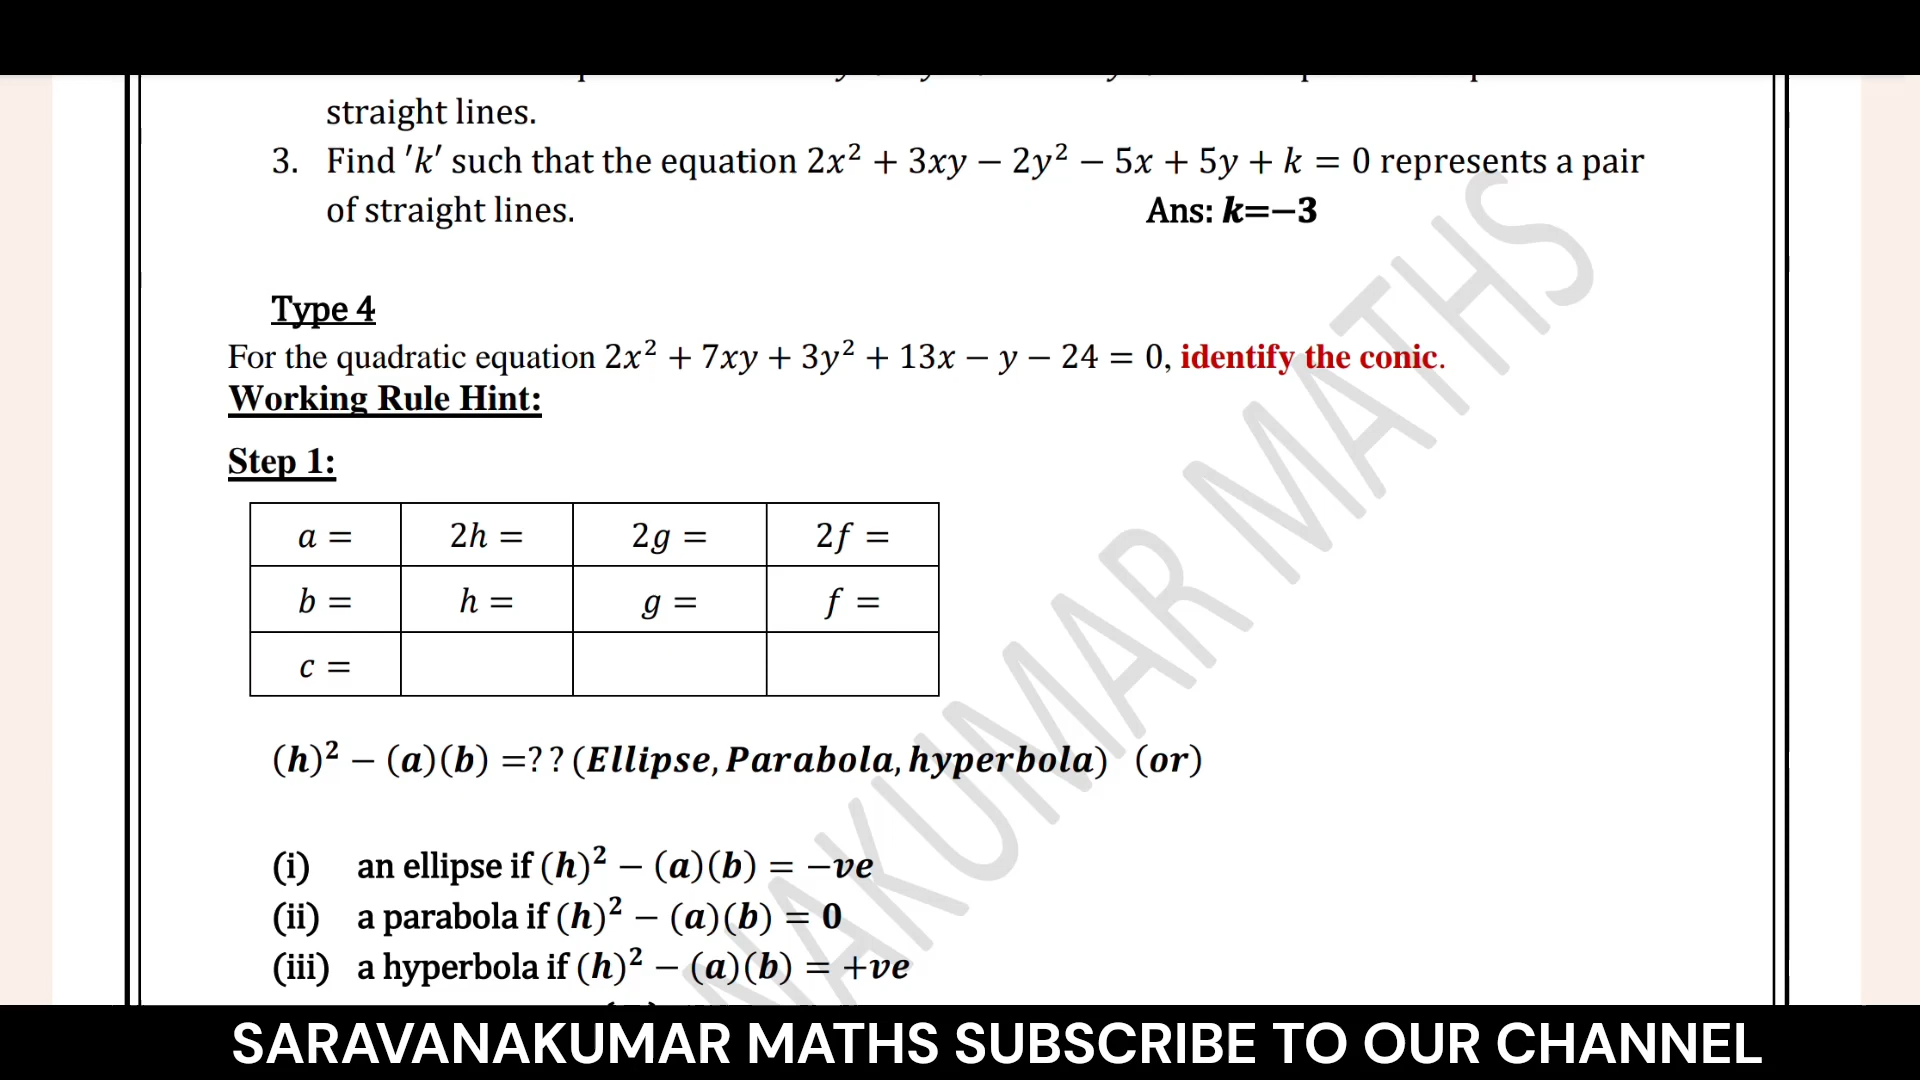 straight lines.
3. Find ′k′ such that the equation 2x² + 3xy − 2y² − 5x + 5y + k = 0 represents a pair
of straight lines. Ans: k=−3
Type 4
For the quadratic equation 2x² + 7xy + 3y² + 13x − y − 24 = 0, identify the conic.
Working Rule Hint:
Step 1:
a = 2h = 2g = 2f =
b = h = g = f =
c =
(h)² − (a)(b) =? ? (Ellipse, Parabola, hyperbola) (or)
(i) an ellipse if (h)² − (a)(b) = −ve
(ii) a parabola if (h)² − (a)(b) = 0
(iii) a hyperbola if (h)² − (a)(b) = +ve
NAKUMAR MATHS
SARAVANAKUMAR MATHS SUBSCRIBE TO OUR CHANNEL